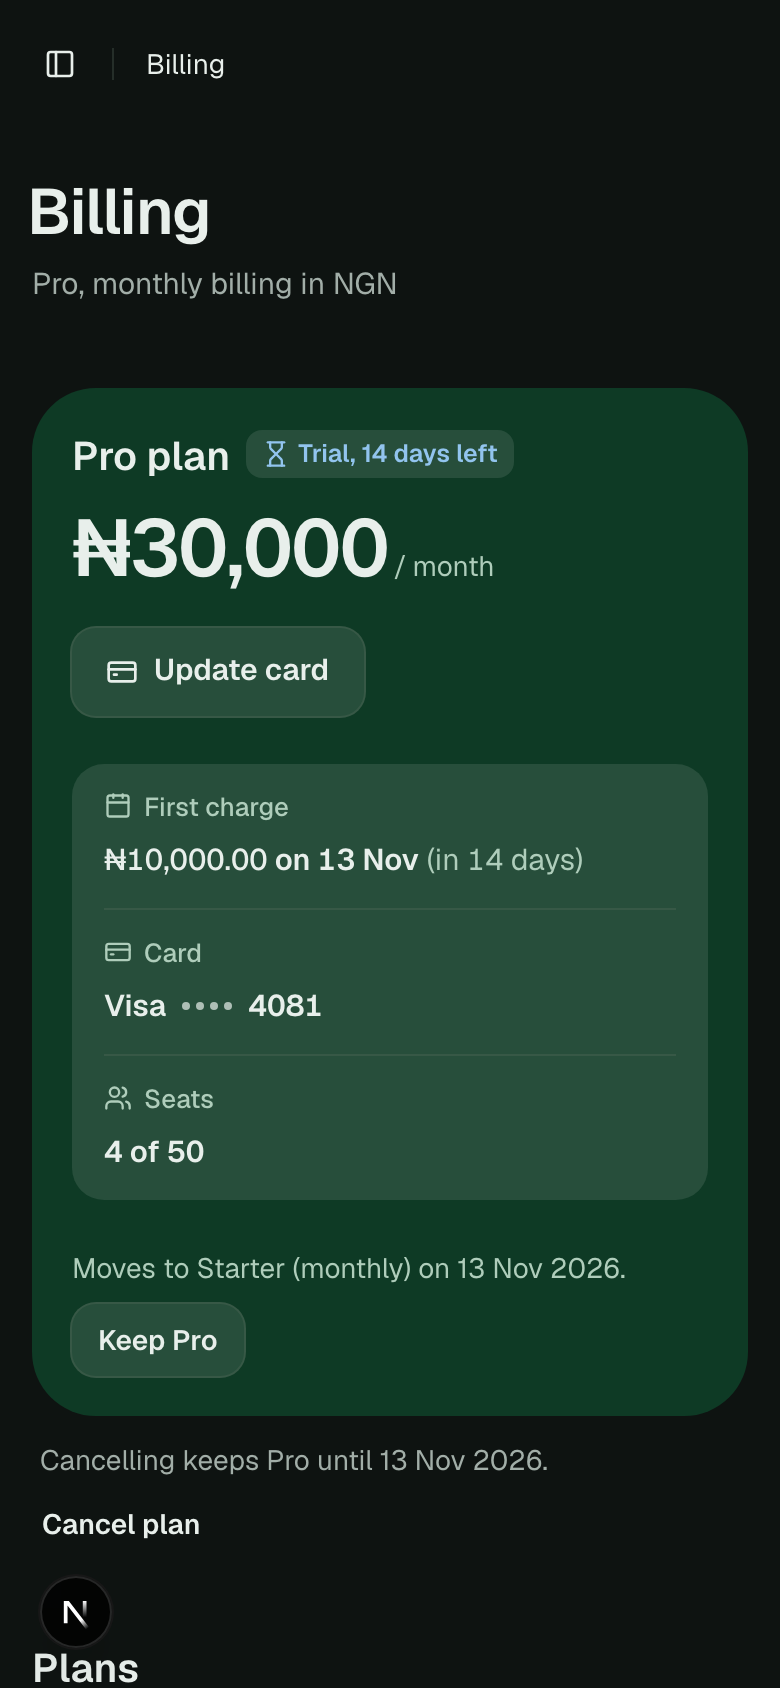 Billing
Billing
Pro, monthly billing in NGN
Pro plan
Trial, 14 days left
₦30,000 / month
Update card
First charge
₦10,000.00 on 13 Nov (in 14 days)
Card
Visa •••• 4081
Seats
4 of 50
Moves to Starter (monthly) on 13 Nov 2026.
Keep Pro
Cancelling keeps Pro until 13 Nov 2026.
Cancel plan
N
Plans